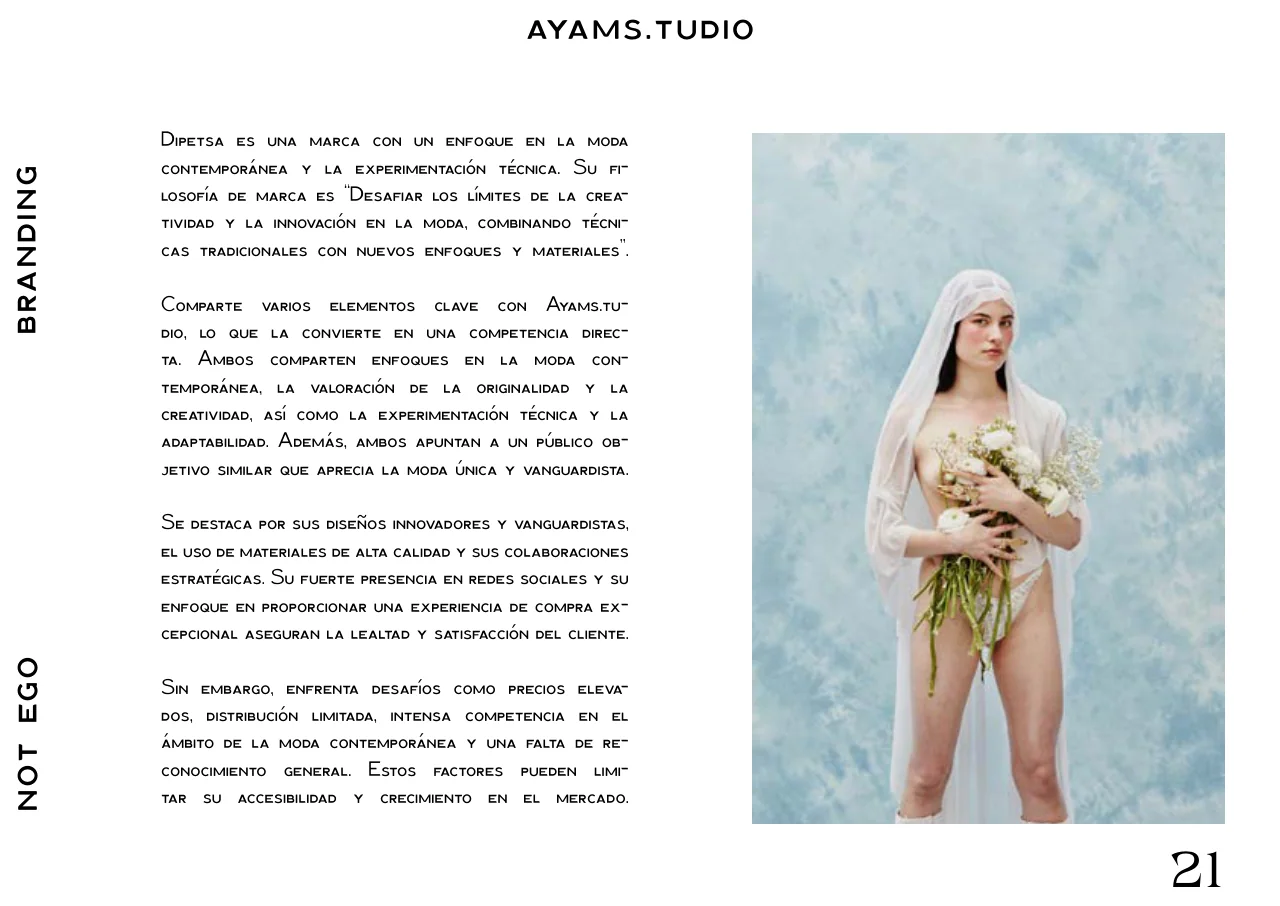 AYAMS.TUDIO
BRANDING
NOT EGO
Dipetsa es una marca con un enfoque en la moda
contemporánea y la experimentación técnica. Su fi-
losofía de marca es "Desafiar los límites de la crea-
tividad y la innovación en la moda, combinando técni-
cas tradicionales con nuevos enfoques y materiales".
Comparte varios elementos clave con Ayams.tu-
dio, lo que la convierte en una competencia direc-
ta. Ambos comparten enfoques en la moda con-
temporánea, la valoración de la originalidad y la
creatividad, así como la experimentación técnica y la
adaptabilidad. Además, ambos apuntan a un público ob-
jetivo similar que aprecia la moda única y vanguardista.
Se destaca por sus diseños innovadores y vanguardistas,
el uso de materiales de alta calidad y sus colaboraciones
estratégicas. Su fuerte presencia en redes sociales y su
enfoque en proporcionar una experiencia de compra ex-
cepcional aseguran la lealtad y satisfacción del cliente.
Sin embargo, enfrenta desafíos como precios eleva-
dos, distribución limitada, intensa competencia en el
ámbito de la moda contemporánea y una falta de re-
conocimiento general. Estos factores pueden limi-
tar su accesibilidad y crecimiento en el mercado.
21